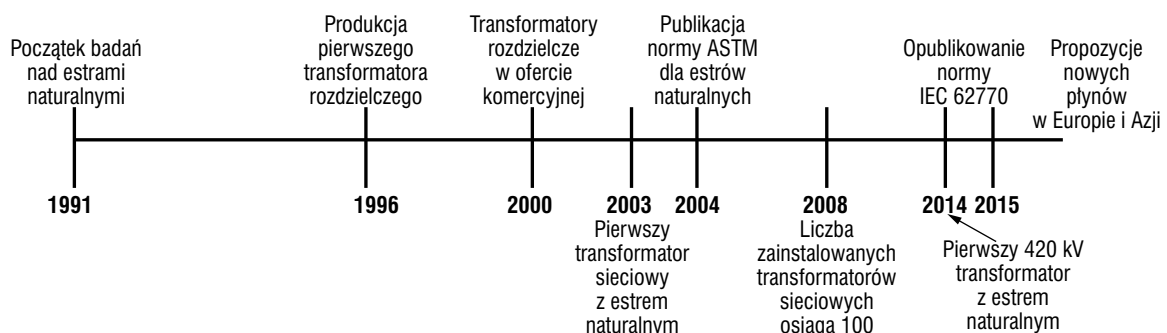 Początek badań
nad estrami
naturalnymi
Produkcja
pierwszego
transformatora
rozdzielczego
Transformatory
rozdzielcze
w ofercie
komercyjnej
Publikacja
normy ASTM
dla estrów
naturalnych
Opublikowanie
normy
IEC 62770
Propozycje
nowych
płynów
w Europie i Azji
1991
1996
2000
2003
2004
2008
2014
2015
Pierwszy
transformator
sieciowy
z estrem
naturalnym
Liczba
zainstalowanych
transformatorów
sieciowych
osiąga 100
Pierwszy 420 kV
transformator
z estrem
naturalnym